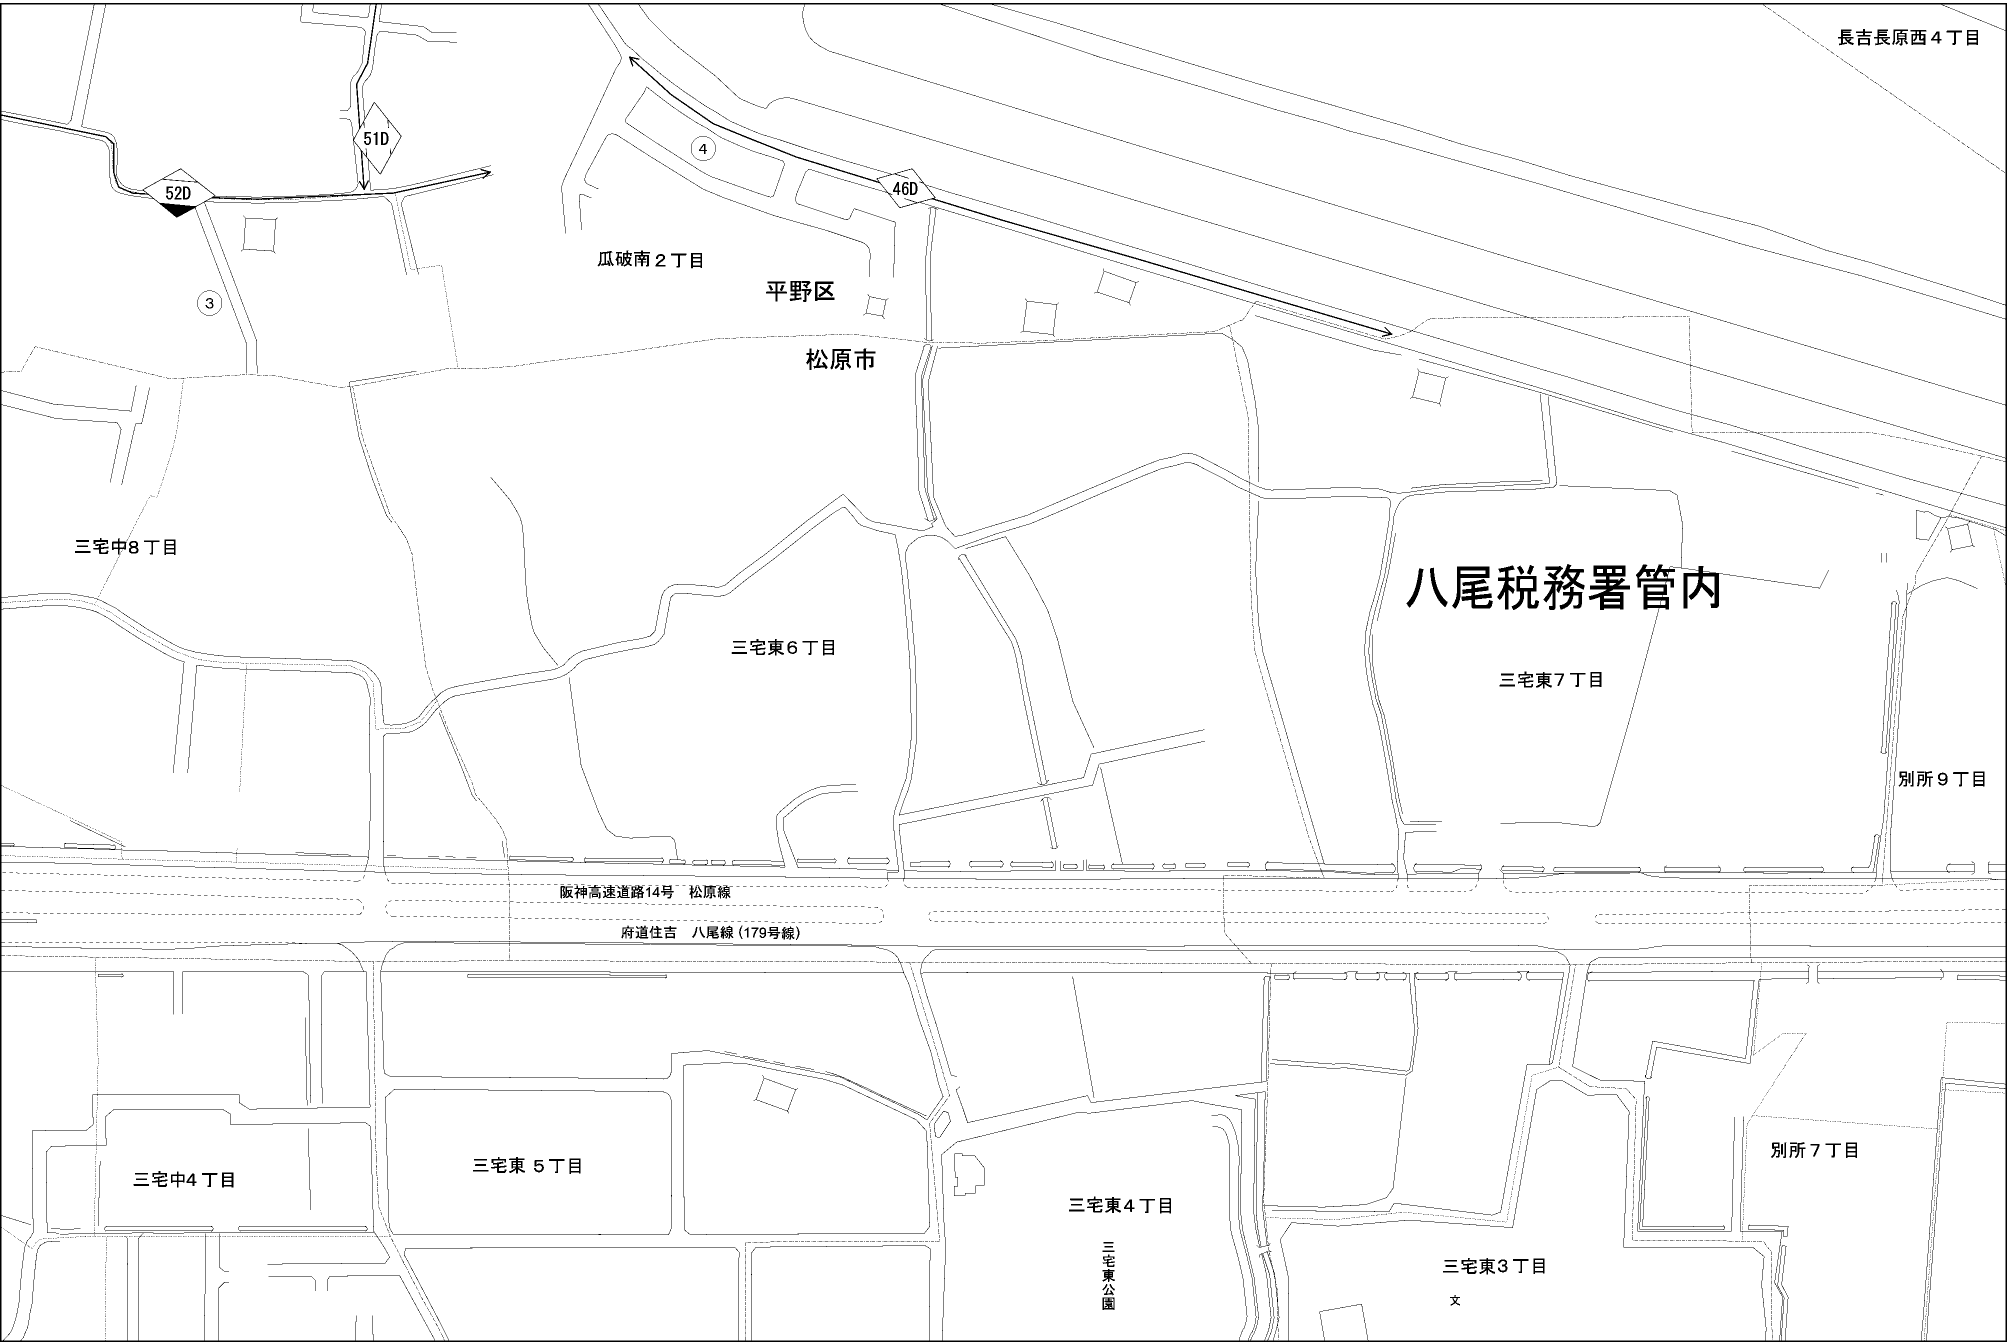 長吉長原西４丁目
51D
4
52D
46D
瓜破南２丁目
平野区
3
松原市
三宅中８丁目
八尾税務署管内
三宅東６丁目
三宅東７丁目
別所９丁目
阪神高速道路14号　松原線
府道住吉　八尾線（179号線）
別所７丁目
三宅東 ５丁目
三宅中４丁目
三宅東４丁目
三宅東公園
三宅東３丁目
文